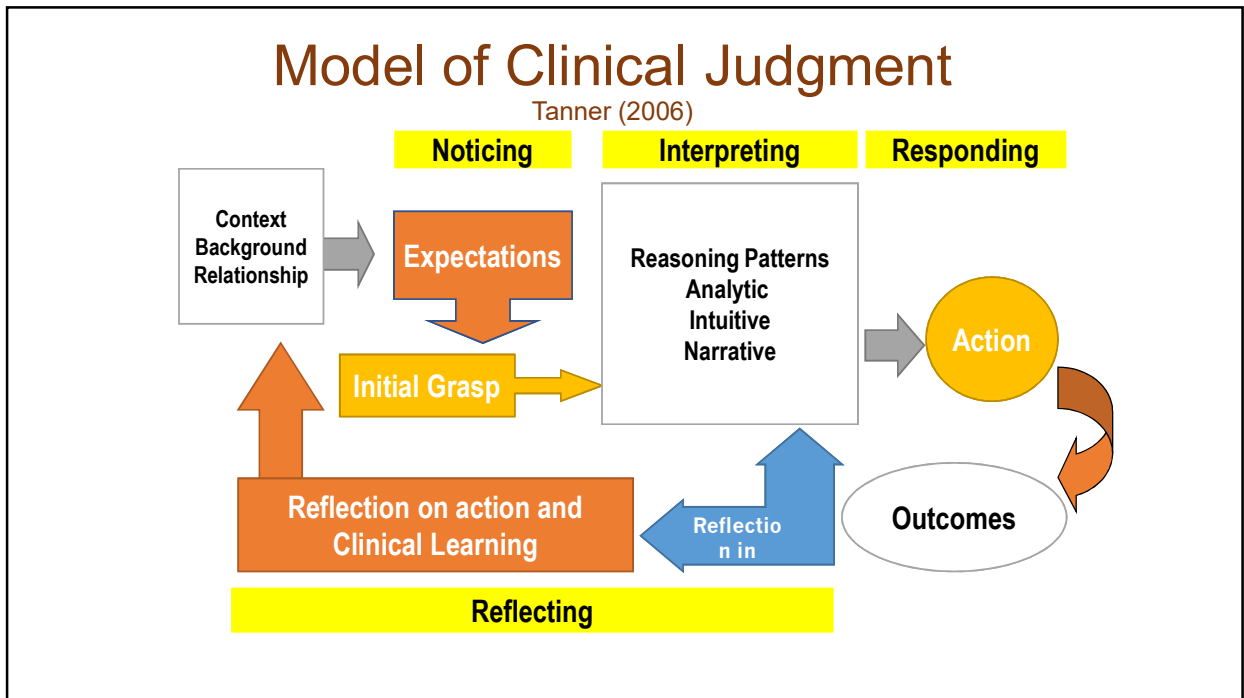 Model of Clinical Judgment
Tanner (2006)
Noticing
Interpreting
Responding
Context
Background
Relationship
Expectations
Reasoning Patterns
Analytic
Intuitive
Narrative
Action
Initial Grasp
Reflection on action and
Clinical Learning
Reflectio
n in
Outcomes
Reflecting